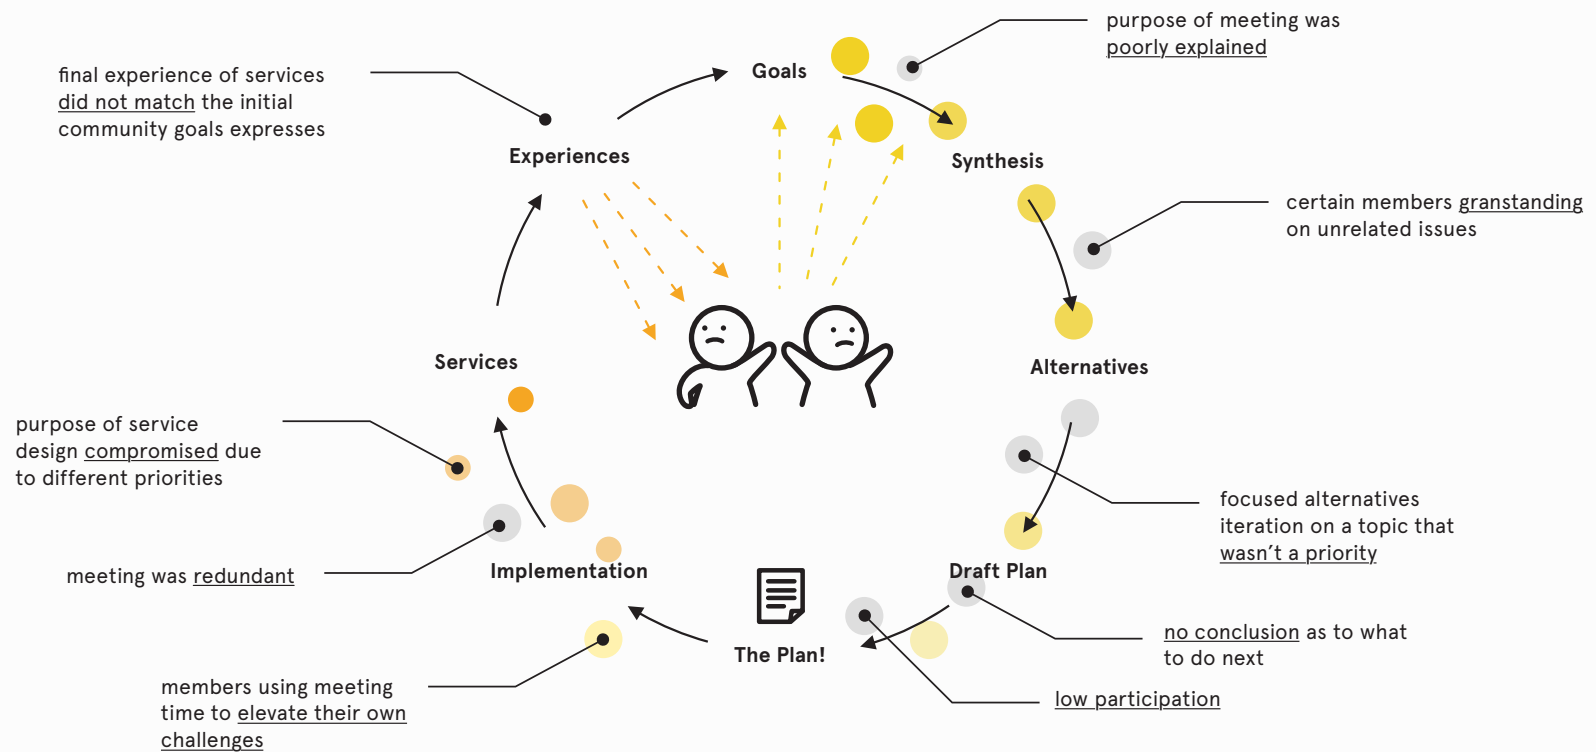 purpose of meeting was
poorly explained
Goals
final experience of services
did not match the initial
community goals expresses
Experiences
Synthesis
certain members granstanding
on unrelated issues
Services
Alternatives
purpose of service
design compromised due
to different priorities
focused alternatives
iteration on a topic that
wasn't a priority
meeting was redundant
Implementation
Draft Plan
The Plan!
no conclusion as to what
to do next
low participation
members using meeting
time to elevate their own
challenges